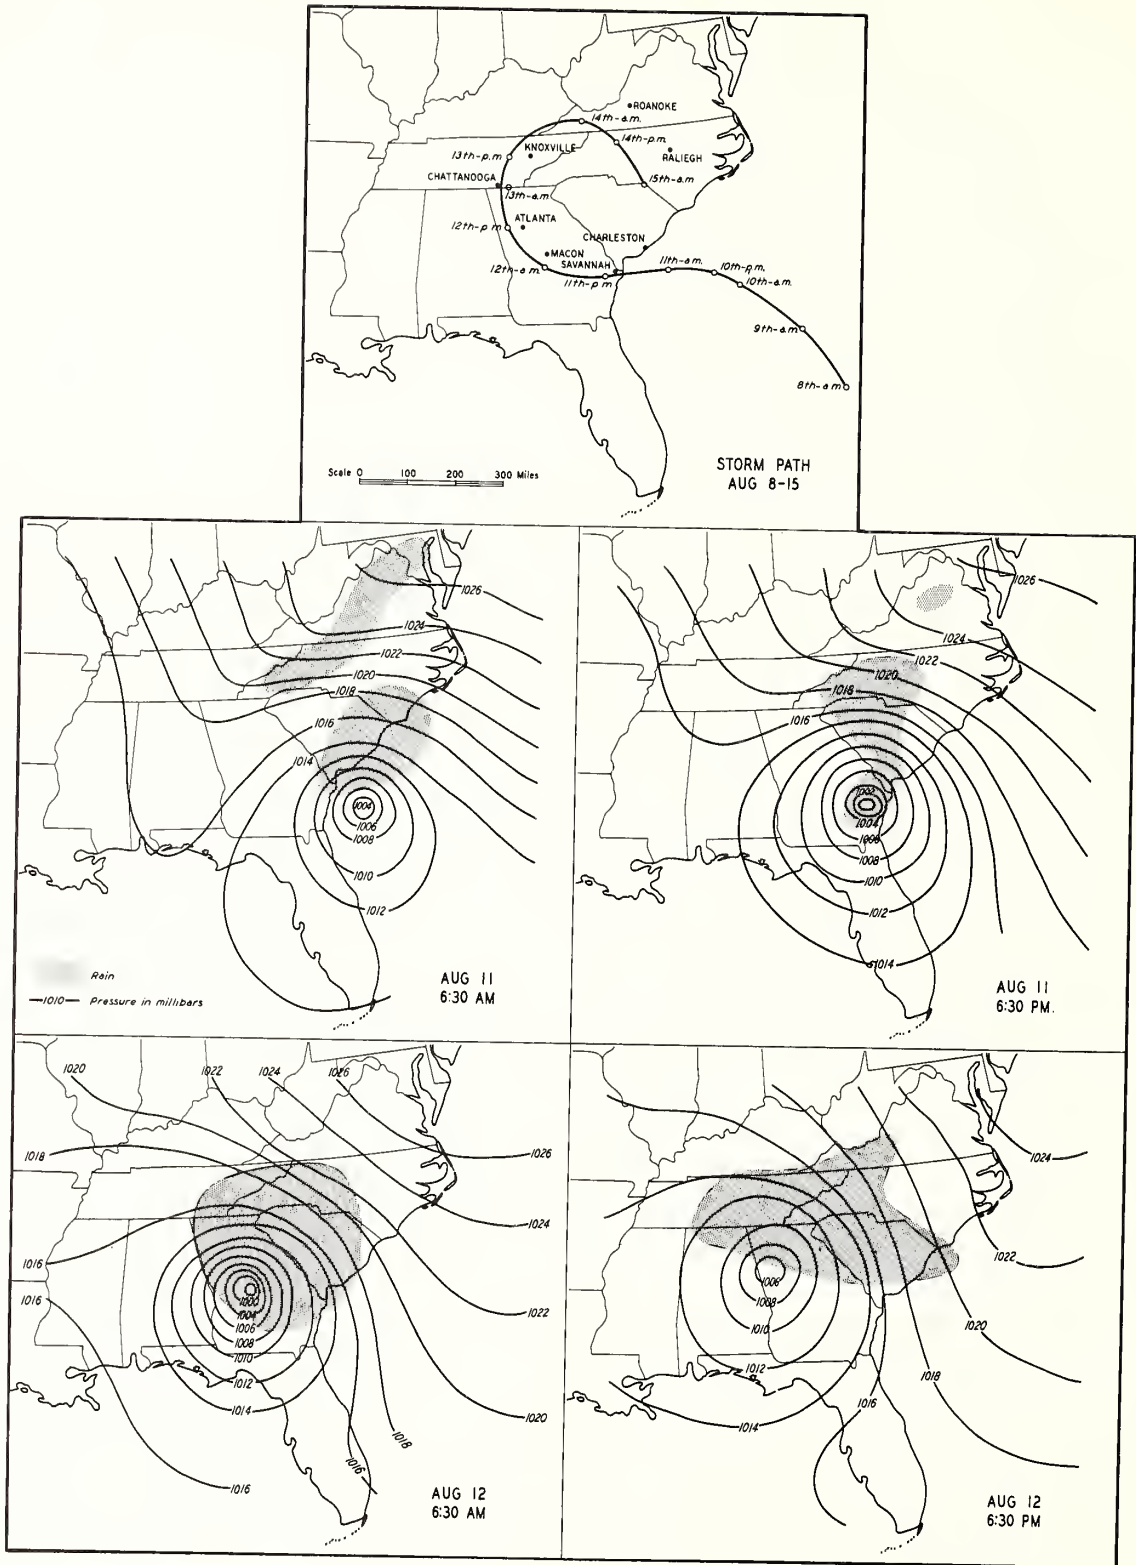 ROANOKE
14th-a.m.
14th-p.m.
KNOXVILLE
13th-p.m
RALIEGH
CHATTANOOGA
15th-a.m
13th-a.m
ATLANTA
12th-p.m
CHARLESTON
MACON
SAVANNAH
12th-a.m.
11th-a.m.
10th-p.m.
11th-p.m
10th-a.m.
9th-a.m
8th-a.m
Scale 0 100 200 300 Miles
STORM PATH
AUG 8-15
1026
1024
1022
1020
1018
1016
1014
1004
1006
1008
1010
1012
Rain
1010 Pressure in millibars
AUG 11
6:30 AM
1026
1024
1022
1020
1018
1016
1002
1004
1006
1008
1010
1012
1014
AUG 11
6:30 PM.
1020
1022
1024
1026
1018
1026
1024
1016
1016
1000
1004
1006
1008
1010
1012
1014
1022
1020
1018
1016
1016
AUG 12
6:30 AM
1024
1022
1006
1008
1010
1012
1014
1020
1018
1016
AUG 12
6:30 PM